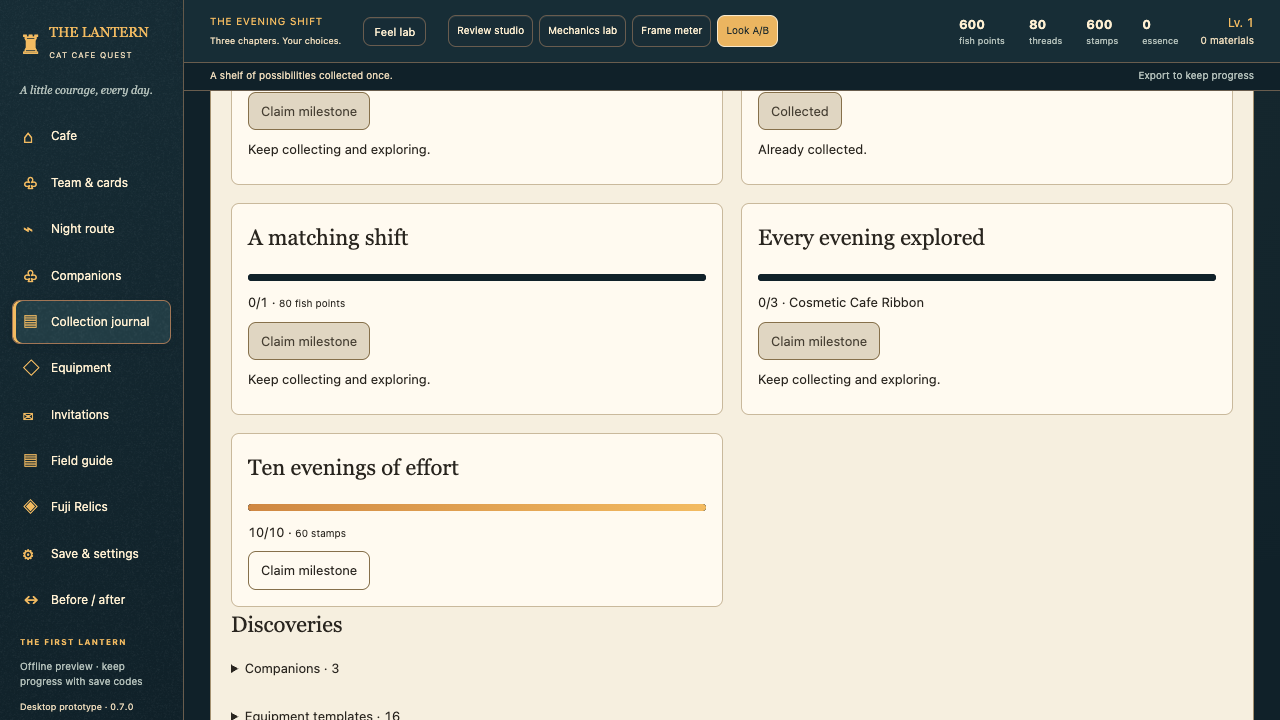 THE LANTERN
CAT CAFE QUEST
A little courage, every day.
Cafe
Team & cards
Night route
Companions
Collection journal
Equipment
Invitations
Field guide
Fuji Relics
Save & settings
Before / after
THE FIRST LANTERN
Offline preview · keep
progress with save codes
Desktop prototype · 0.7.0
THE EVENING SHIFT
Three chapters. Your choices.
Feel lab
Review studio
Mechanics lab
Frame meter
Look A/B
600
fish points
80
threads
600
stamps
0
essence
Lv. 1
0 materials
A shelf of possibilities collected once.
Export to keep progress
Claim milestone
Keep collecting and exploring.
Collected
Already collected.
A matching shift
0/1 · 80 fish points
Claim milestone
Keep collecting and exploring.
Every evening explored
0/3 · Cosmetic Cafe Ribbon
Claim milestone
Keep collecting and exploring.
Ten evenings of effort
10/10 · 60 stamps
Claim milestone
Discoveries
Companions · 3
Equipment templates · 16